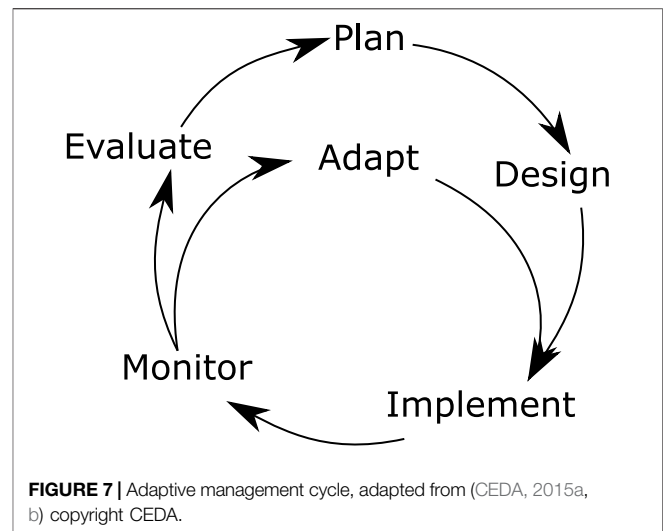 Plan
Evaluate
Adapt
Design
Monitor
Implement
FIGURE 7 | Adaptive management cycle, adapted from (CEDA, 2015a,
b) copyright CEDA.